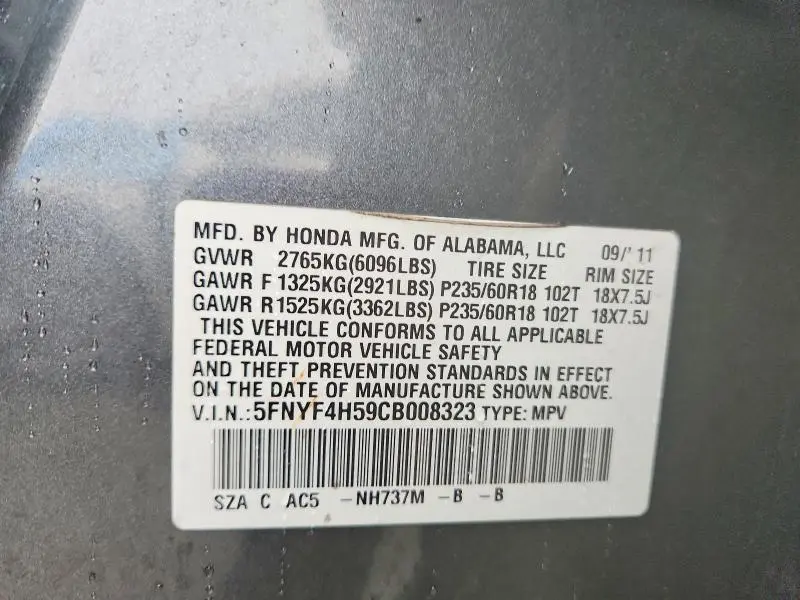 MFD. BY HONDA MFG. OF ALABAMA, LLC 09/'11
GVWR 2765KG(6096LBS) TIRE SIZE RIM SIZE
GAWR F 1325KG(2921LBS) P235/60R18 102T 18X7.5J
GAWR R1525KG(3362LBS) P235/60R18 102T 18X7.5J
THIS VEHICLE CONFORMS TO ALL APPLICABLE
FEDERAL MOTOR VEHICLE SAFETY
AND THEFT PREVENTION STANDARDS IN EFFECT
ON THE DATE OF MANUFACTURE SHOWN ABOVE.
V.I.N.:5FNYF4H59CB008323 TYPE: MPV
SZA C AC5 -NH737M -B -B